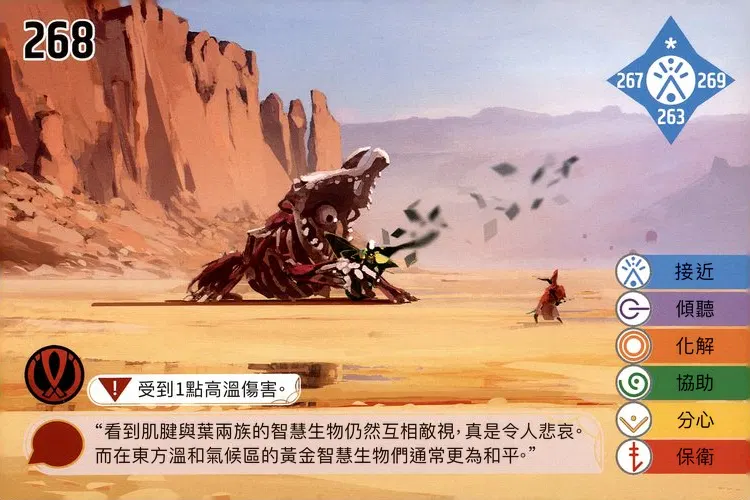 268
*
267
269
263
接近
傾聽
化解
協助
分心
保衛
受到1點高溫傷害。
“看到肌腱與葉兩族的智慧生物仍然互相敵視，真是令人悲哀。
而在東方溫和氣候區的黃金智慧生物們通常更為和平。”